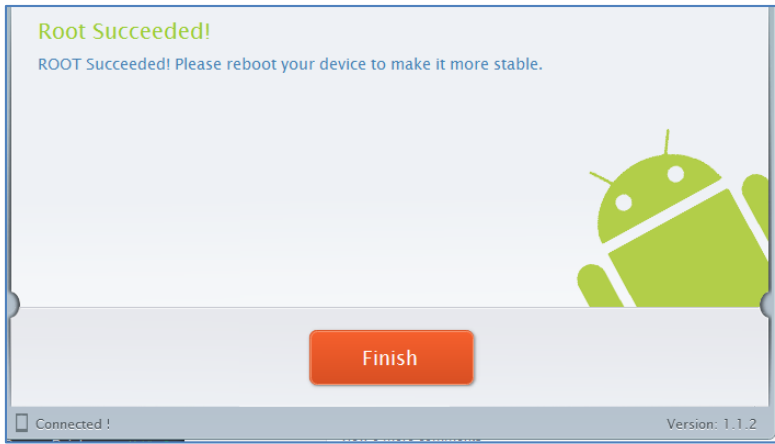 Root Succeeded!
ROOT Succeeded! Please reboot your device to make it more stable.
Finish
Connected !
Version: 1.1.2